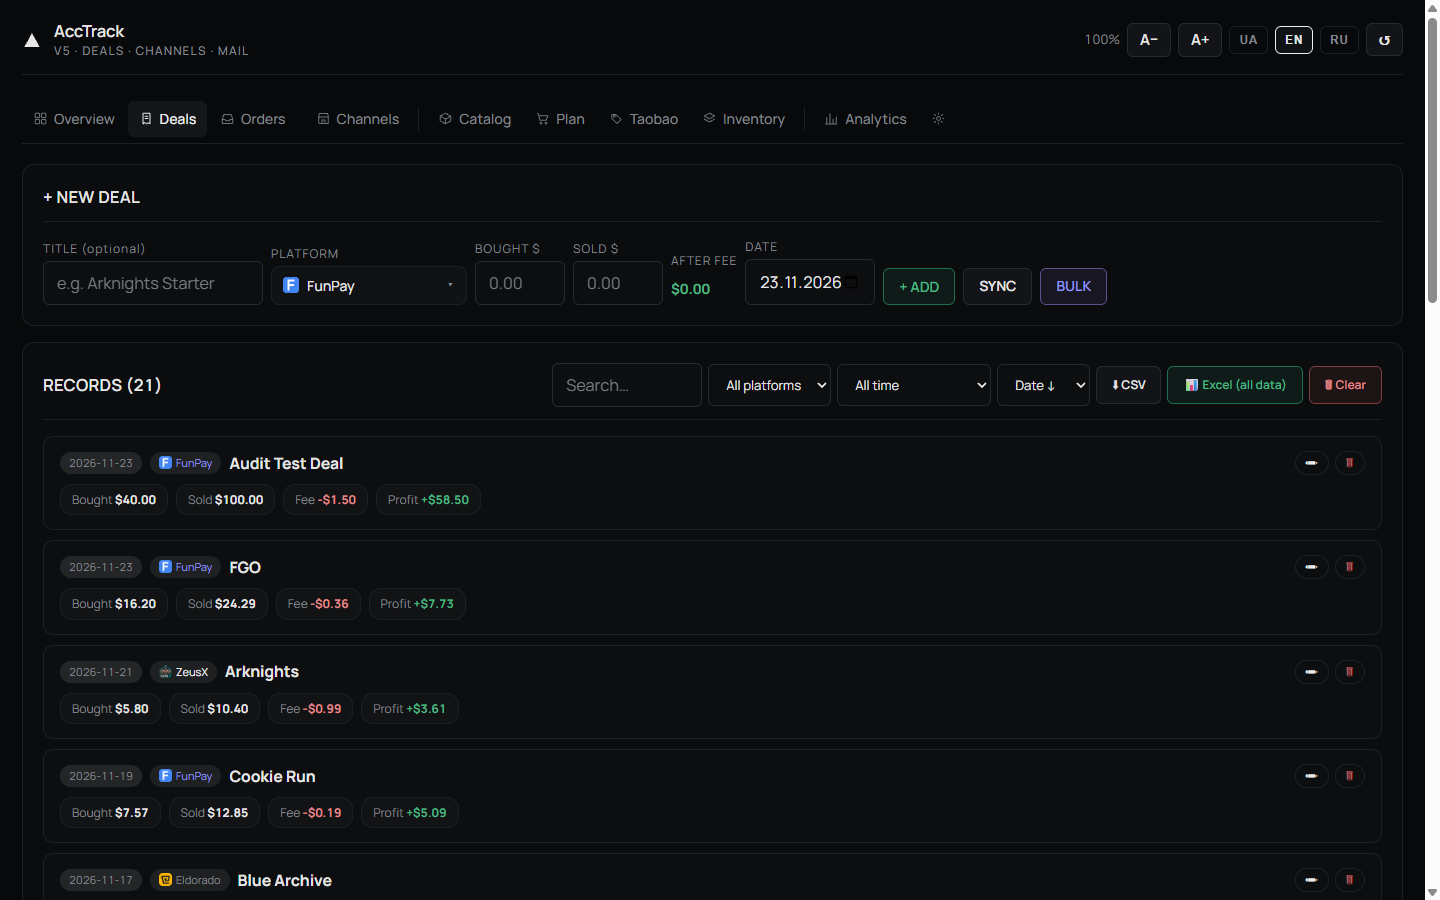 AccTrack
V5 · DEALS · CHANNELS · MAIL
100% A− A+ UA EN RU ↺
Overview Deals Orders Channels Catalog Plan Taobao Inventory Analytics
+ NEW DEAL
TITLE (optional) PLATFORM BOUGHT $ SOLD $ AFTER FEE DATE
e.g. Arknights Starter F FunPay 0.00 0.00 $0.00 23.11.2026 + ADD SYNC BULK
RECORDS (21) Search... All platforms All time Date ↓ ⬇CSV Excel (all data) Clear
2026-11-23 F FunPay Audit Test Deal
Bought $40.00 Sold $100.00 Fee -$1.50 Profit +$58.50
2026-11-23 F FunPay FGO
Bought $16.20 Sold $24.29 Fee -$0.36 Profit +$7.73
2026-11-21 ZeusX Arknights
Bought $5.80 Sold $10.40 Fee -$0.99 Profit +$3.61
2026-11-19 F FunPay Cookie Run
Bought $7.57 Sold $12.85 Fee -$0.19 Profit +$5.09
2026-11-17 Eldorado Blue Archive